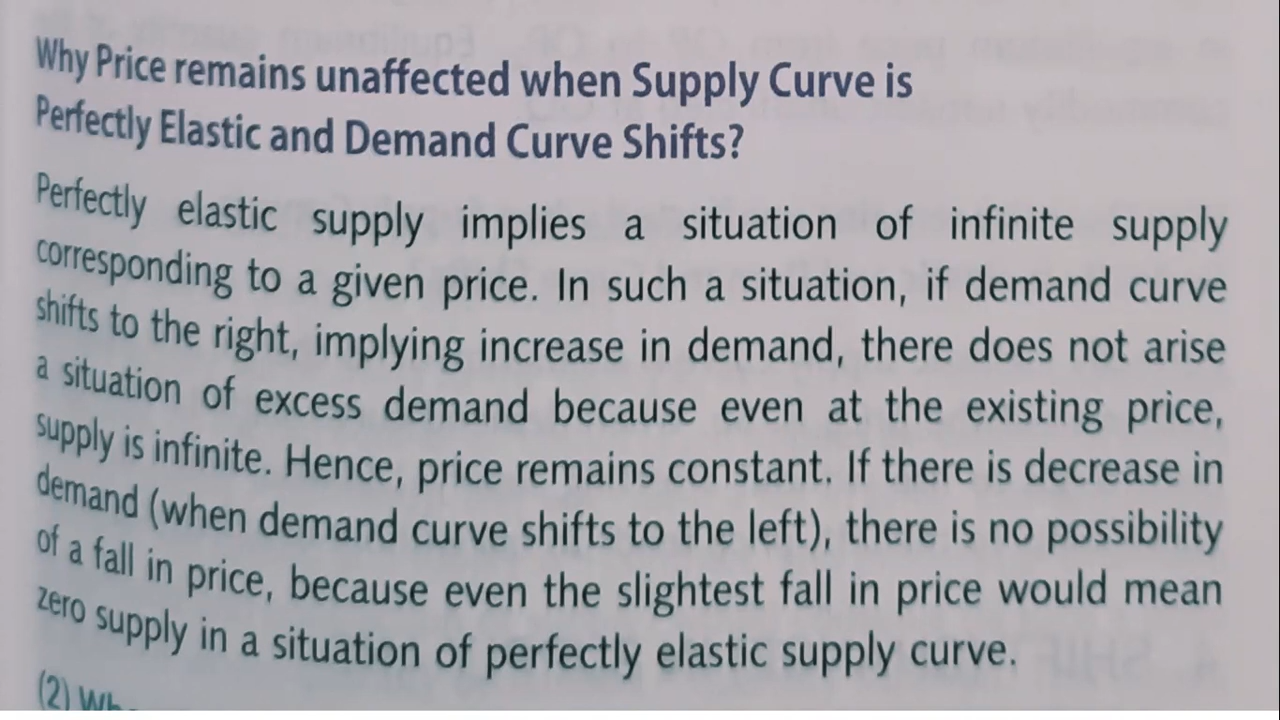 Why Price remains unaffected when Supply Curve is
Perfectly Elastic and Demand Curve Shifts?
Perfectly elastic supply implies a situation of infinite supply
corresponding to a given price. In such a situation, if demand curve
shifts to the right, implying increase in demand, there does not arise
a situation of excess demand because even at the existing price,
supply is infinite. Hence, price remains constant. If there is decrease in
demand (when demand curve shifts to the left), there is no possibility
of a fall in price, because even the slightest fall in price would mean
zero supply in a situation of perfectly elastic supply curve.
(2)